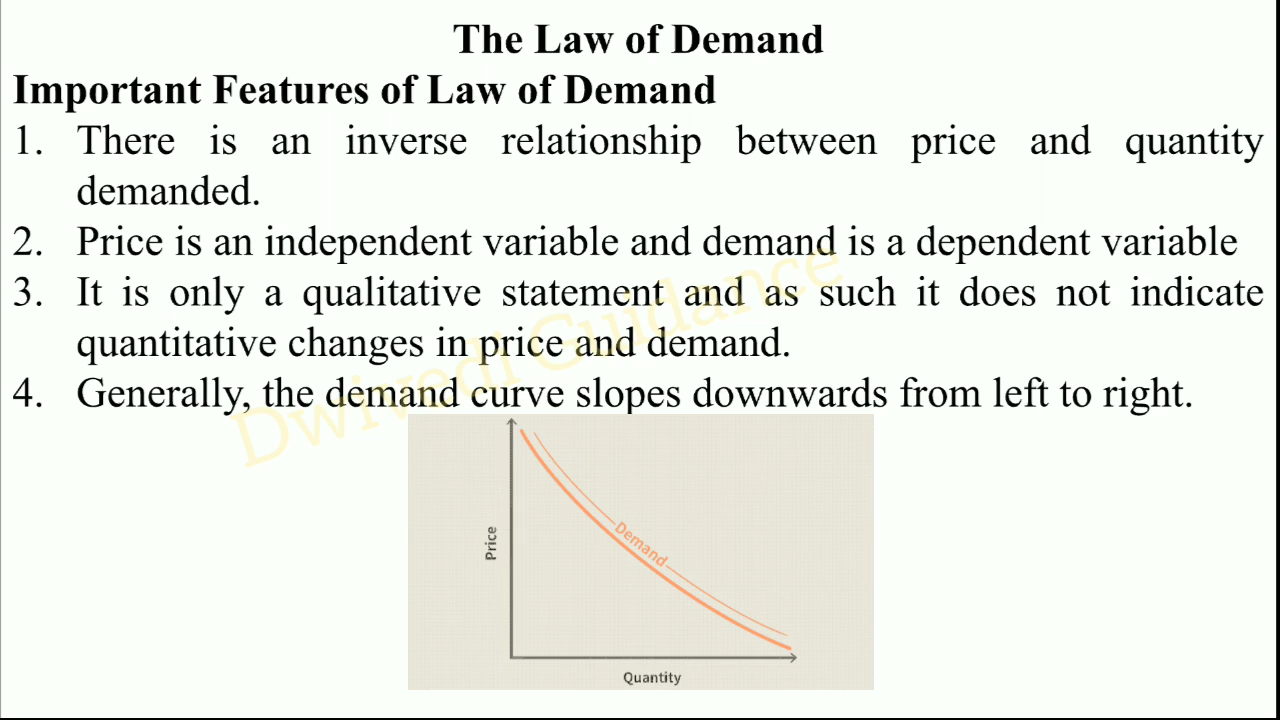 The Law of Demand
Important Features of Law of Demand
1. There is an inverse relationship between price and quantity
demanded.
2. Price is an independent variable and demand is a dependent variable
3. It is only a qualitative statement and as such it does not indicate
quantitative changes in price and demand.
4. Generally, the demand curve slopes downwards from left to right.
Dwivedi Guidance
Price
Demand
Quantity